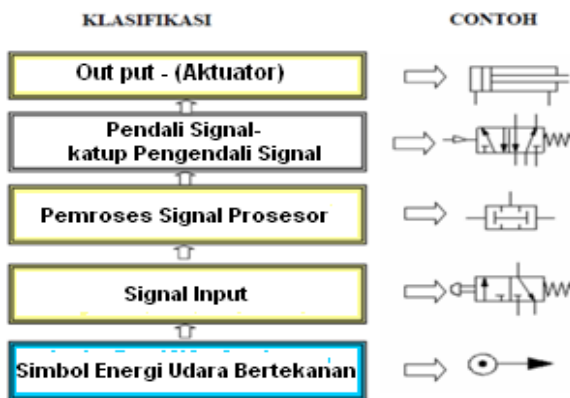 KLASIFIKASI
CONTOH
Out put - (Aktuator)
Pendali Signal-
katup Pengendali Signal
Pemroses Signal Prosesor
Signal Input
Simbol Energi Udara Bertekanan